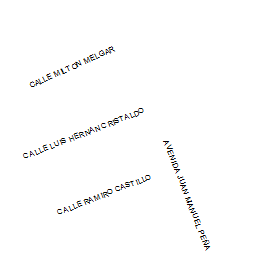 CALLE MILTON MELGAR
CALLE LUIS HERNAN CRISTALDO
CALLE RAMIRO CASTILLO
AVENIDA JUAN MANUEL PEÑA